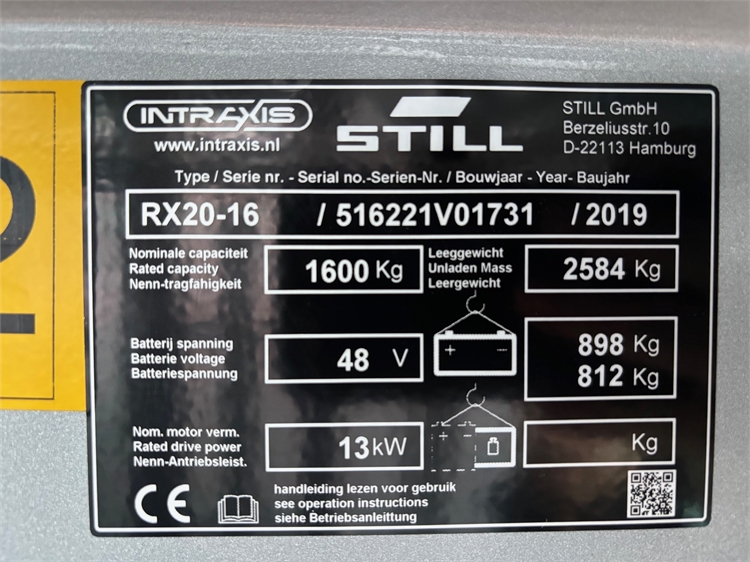 INTRAXIS
www.intraxis.nl
STILL
STILL GmbH
Berzeliusstr.10
D-22113 Hamburg
Type / Serie nr. - Serial no.-Serien-Nr. / Bouwjaar - Year- Baujahr
RX20-16 / 516221V01731 / 2019
Nominale capaciteit
Rated capacity
Nenn-tragfahigkeit
1600 Kg
Leeggewicht
Unladen Mass
Leergewicht
2584 Kg
Batterij spanning
Batterie voltage
Batteriespannung
48 V
+ -
898 Kg
812 Kg
Nom. motor verm.
Rated drive power
Nenn-Antriebsleist.
13kW
+ -
Kg
CE
handleiding lezen voor gebruik
see operation instructions
siehe Betriebsanleittung
2